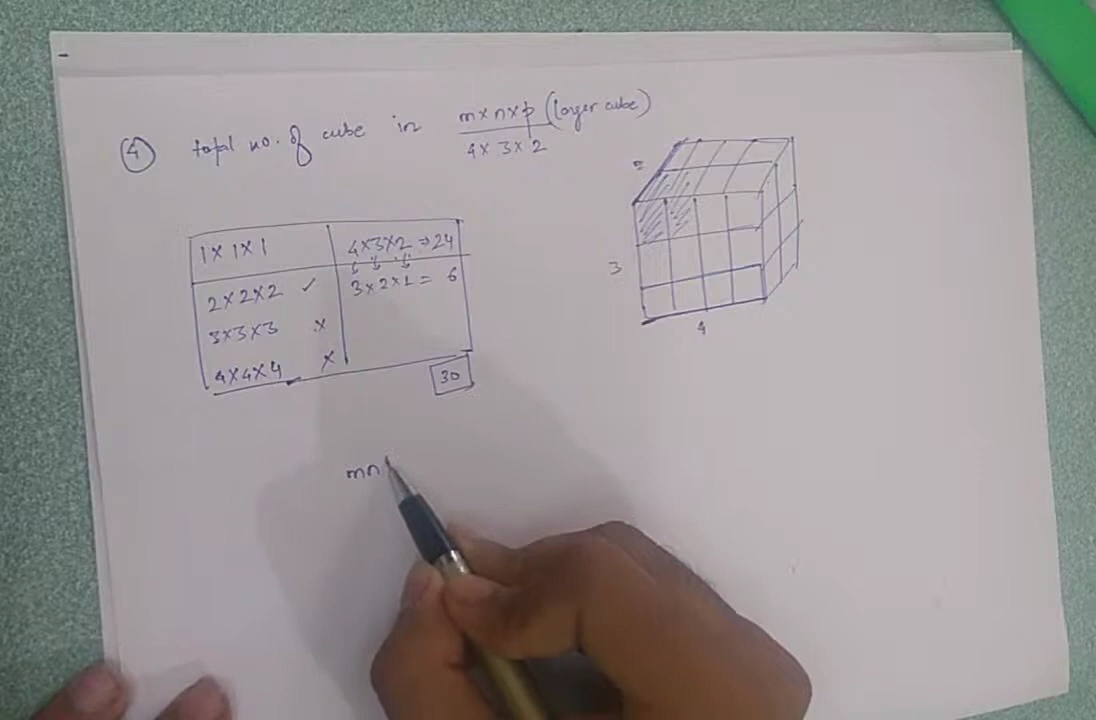 ④ total no. of cube in m×n×p (larger cube)
4×3×2
1×1×1 4×3×2 ⇒ 24
2×2×2 ✓ 3×2×1 = 6
3×3×3 ×
4×4×4 ×
30
3
4
mn